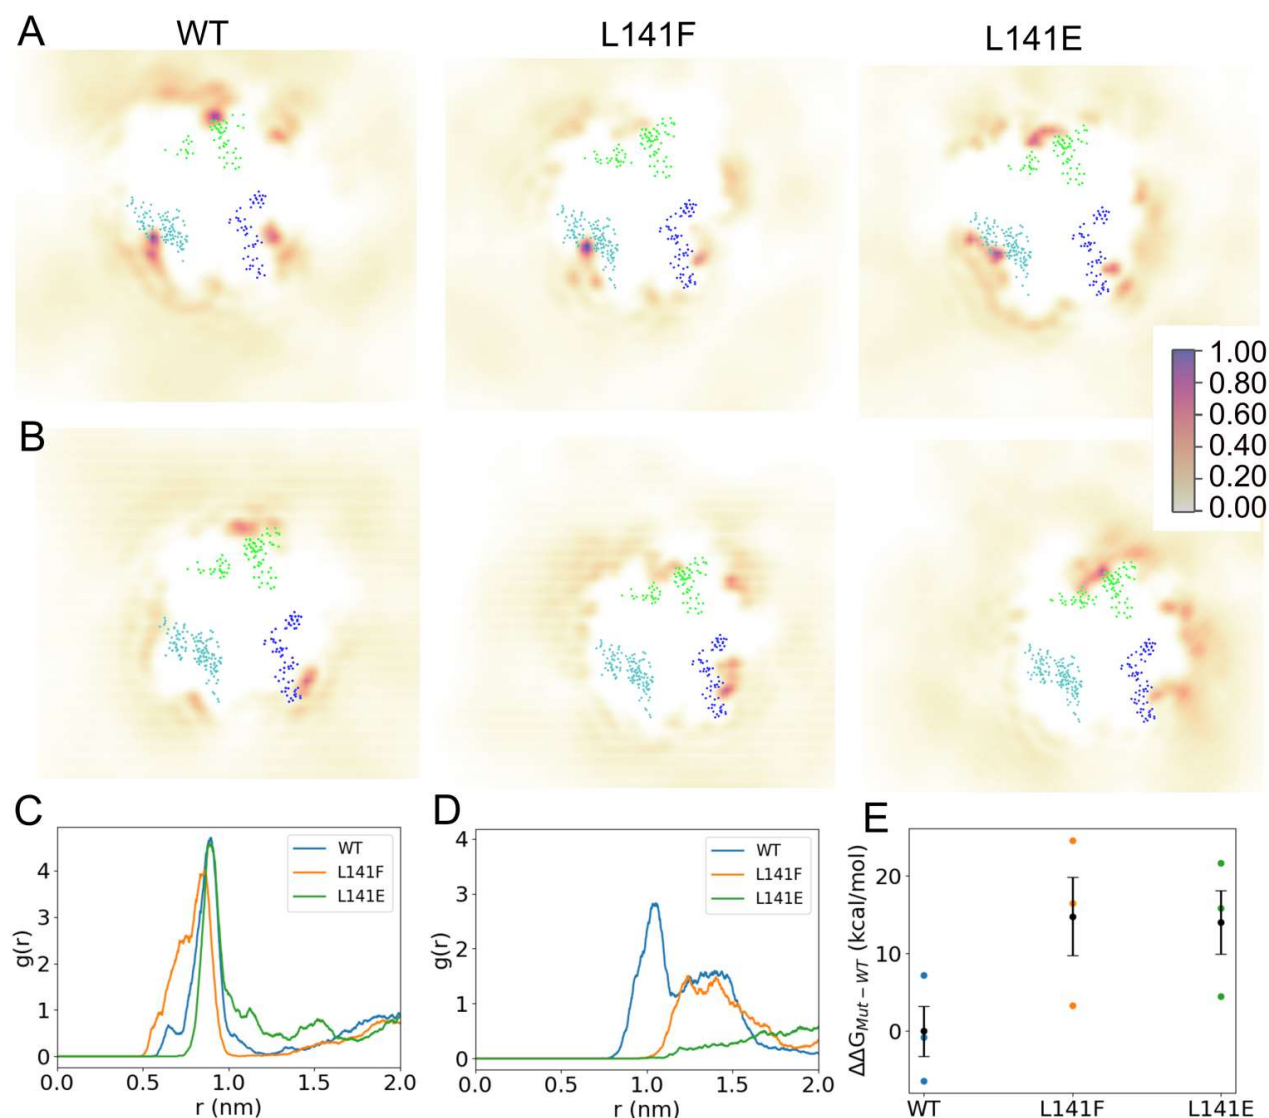 A
WT
L141F
L141E
1.00
0.80
0.60
0.40
0.20
0.00
B
C
WT
L141F
L141E
4
3
2
1
0
g(r)
0.0
0.5
1.0
1.5
2.0
r (nm)
D
WT
L141F
L141E
4
3
2
1
0
g(r)
0.0
0.5
1.0
1.5
2.0
r (nm)
E
20
10
0
ΔΔG_Mut−WT (kcal/mol)
WT
L141F
L141E